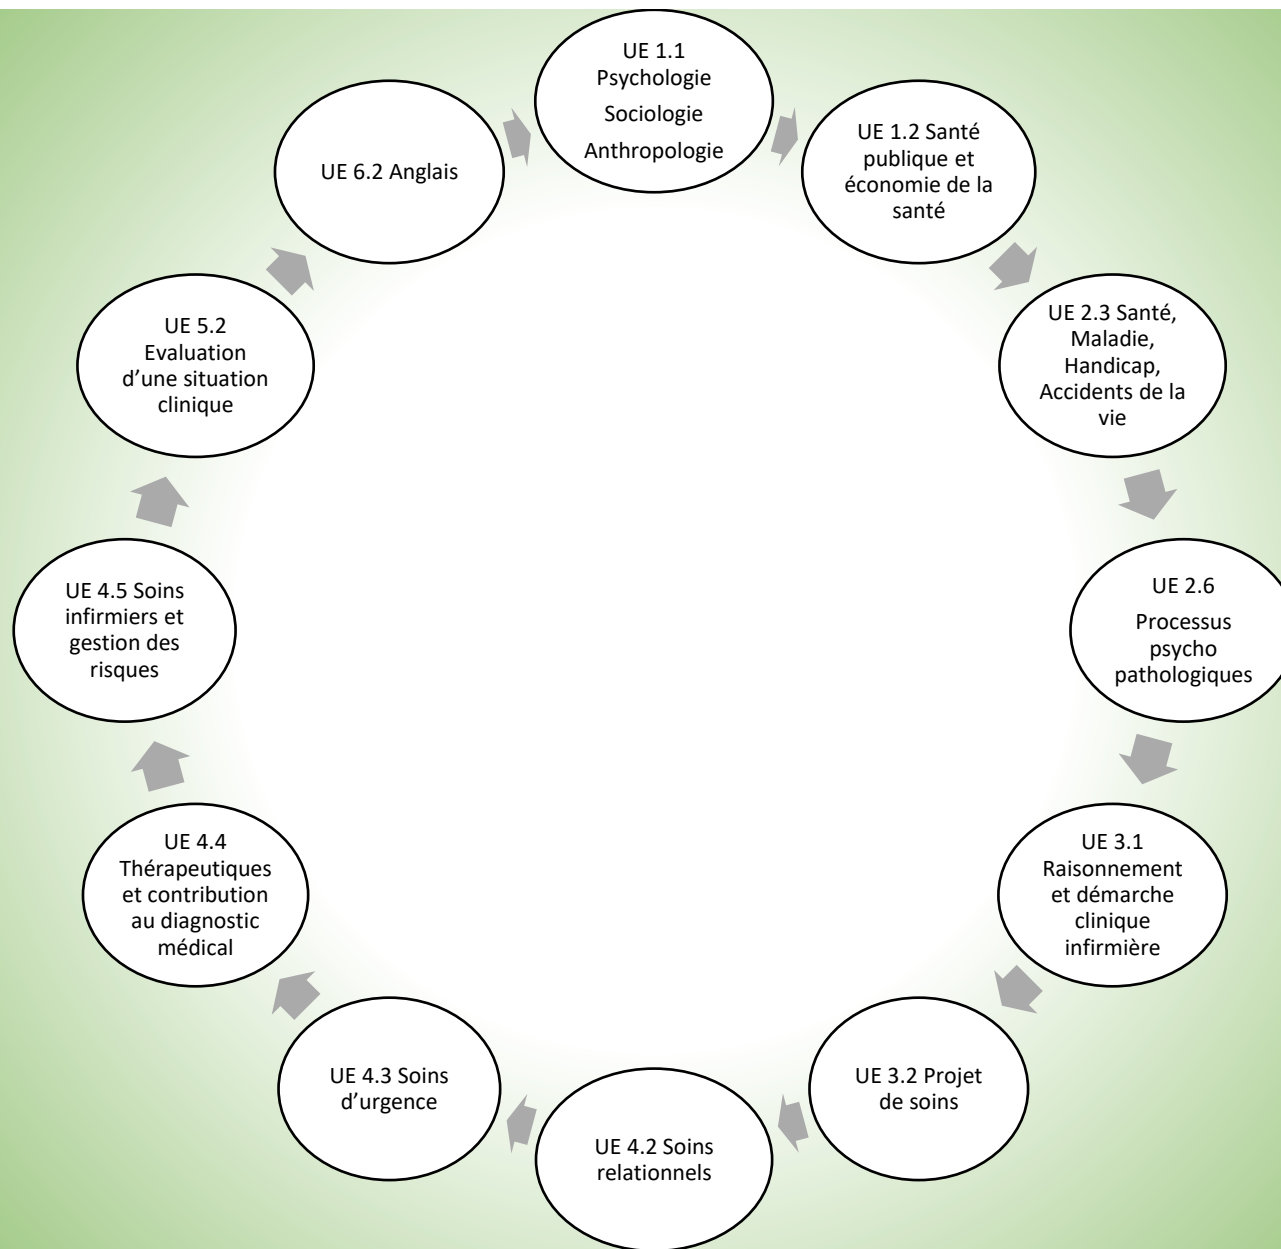 UE 1.1
Psychologie
Sociologie
Anthropologie
UE 1.2 Santé
publique et
économie de la
santé
UE 2.3 Santé,
Maladie,
Handicap,
Accidents de la
vie
UE 2.6
Processus
psycho
pathologiques
UE 3.1
Raisonnement
et démarche
clinique
infirmière
UE 3.2 Projet
de soins
UE 4.2 Soins
relationnels
UE 4.3 Soins
d’urgence
UE 4.4
Thérapeutiques
et contribution
au diagnostic
médical
UE 4.5 Soins
infirmiers et
gestion des
risques
UE 5.2
Evaluation
d’une situation
clinique
UE 6.2 Anglais